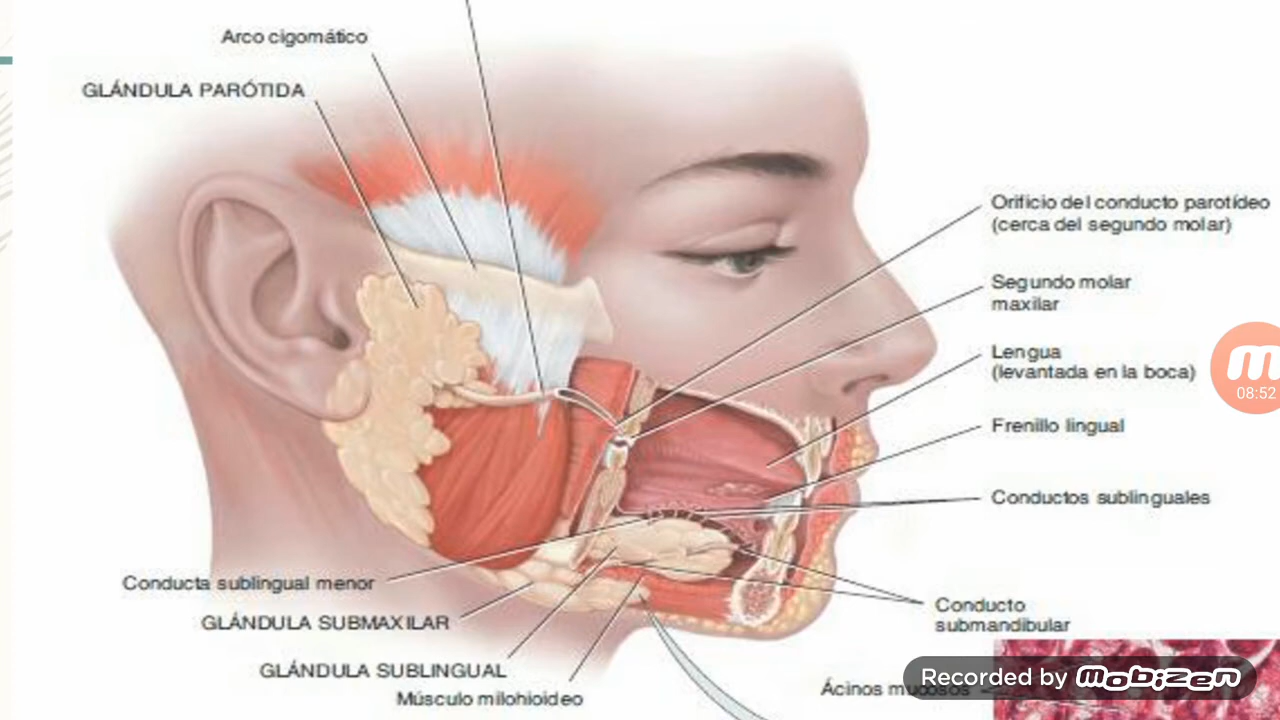 Arco cigomático
GLÁNDULA PARÓTIDA
Orificio del conducto parotídeo
(cerca del segundo molar)
Segundo molar
maxilar
Lengua
(levantada en la boca)
08:52
Frenillo lingual
Conductos sublinguales
Conducta sublingual menor
GLÁNDULA SUBMAXILAR
Conducto
submandibular
GLÁNDULA SUBLINGUAL
Músculo milohioideo
Ácinos mucosos
Recorded by Mobizen